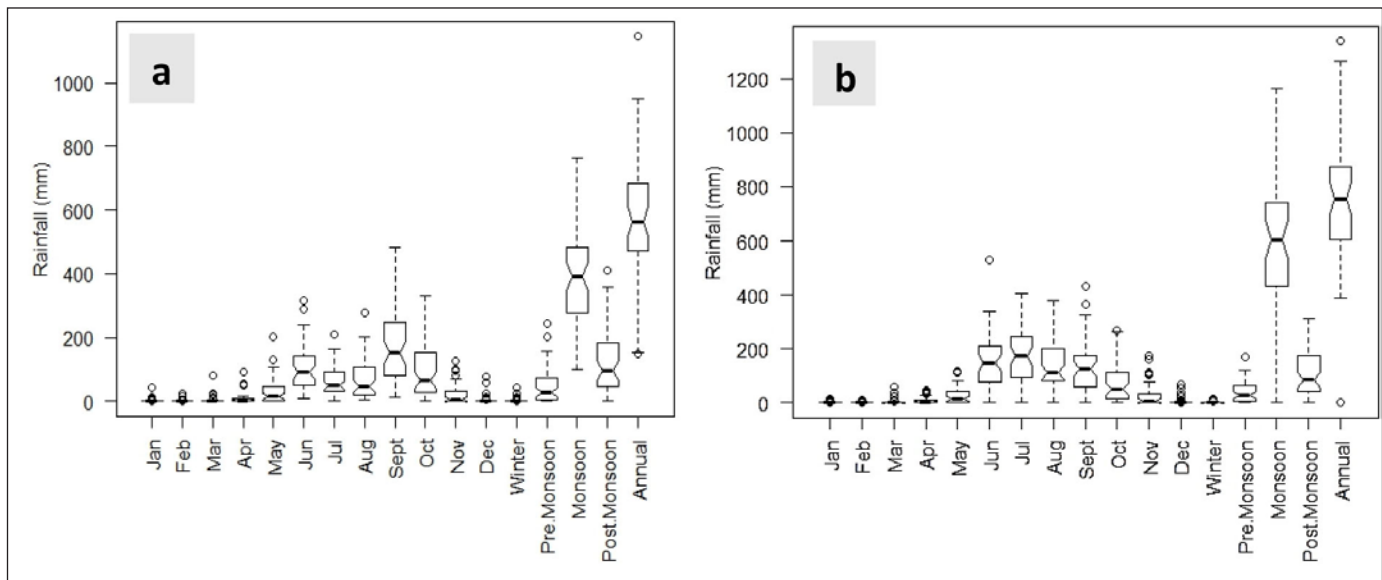 a
Rainfall (mm)
1000
800
600
400
200
0
Jan
Feb
Mar
Apr
May
Jun
Jul
Aug
Sept
Oct
Nov
Dec
Winter
Pre.Monsoon
Monsoon
Post.Monsoon
Annual
b
Rainfall (mm)
1200
1000
800
600
400
200
0
Jan
Feb
Mar
Apr
May
Jun
Jul
Aug
Sept
Oct
Nov
Dec
Winter
Pre.Monsoon
Monsoon
Post.Monsoon
Annual